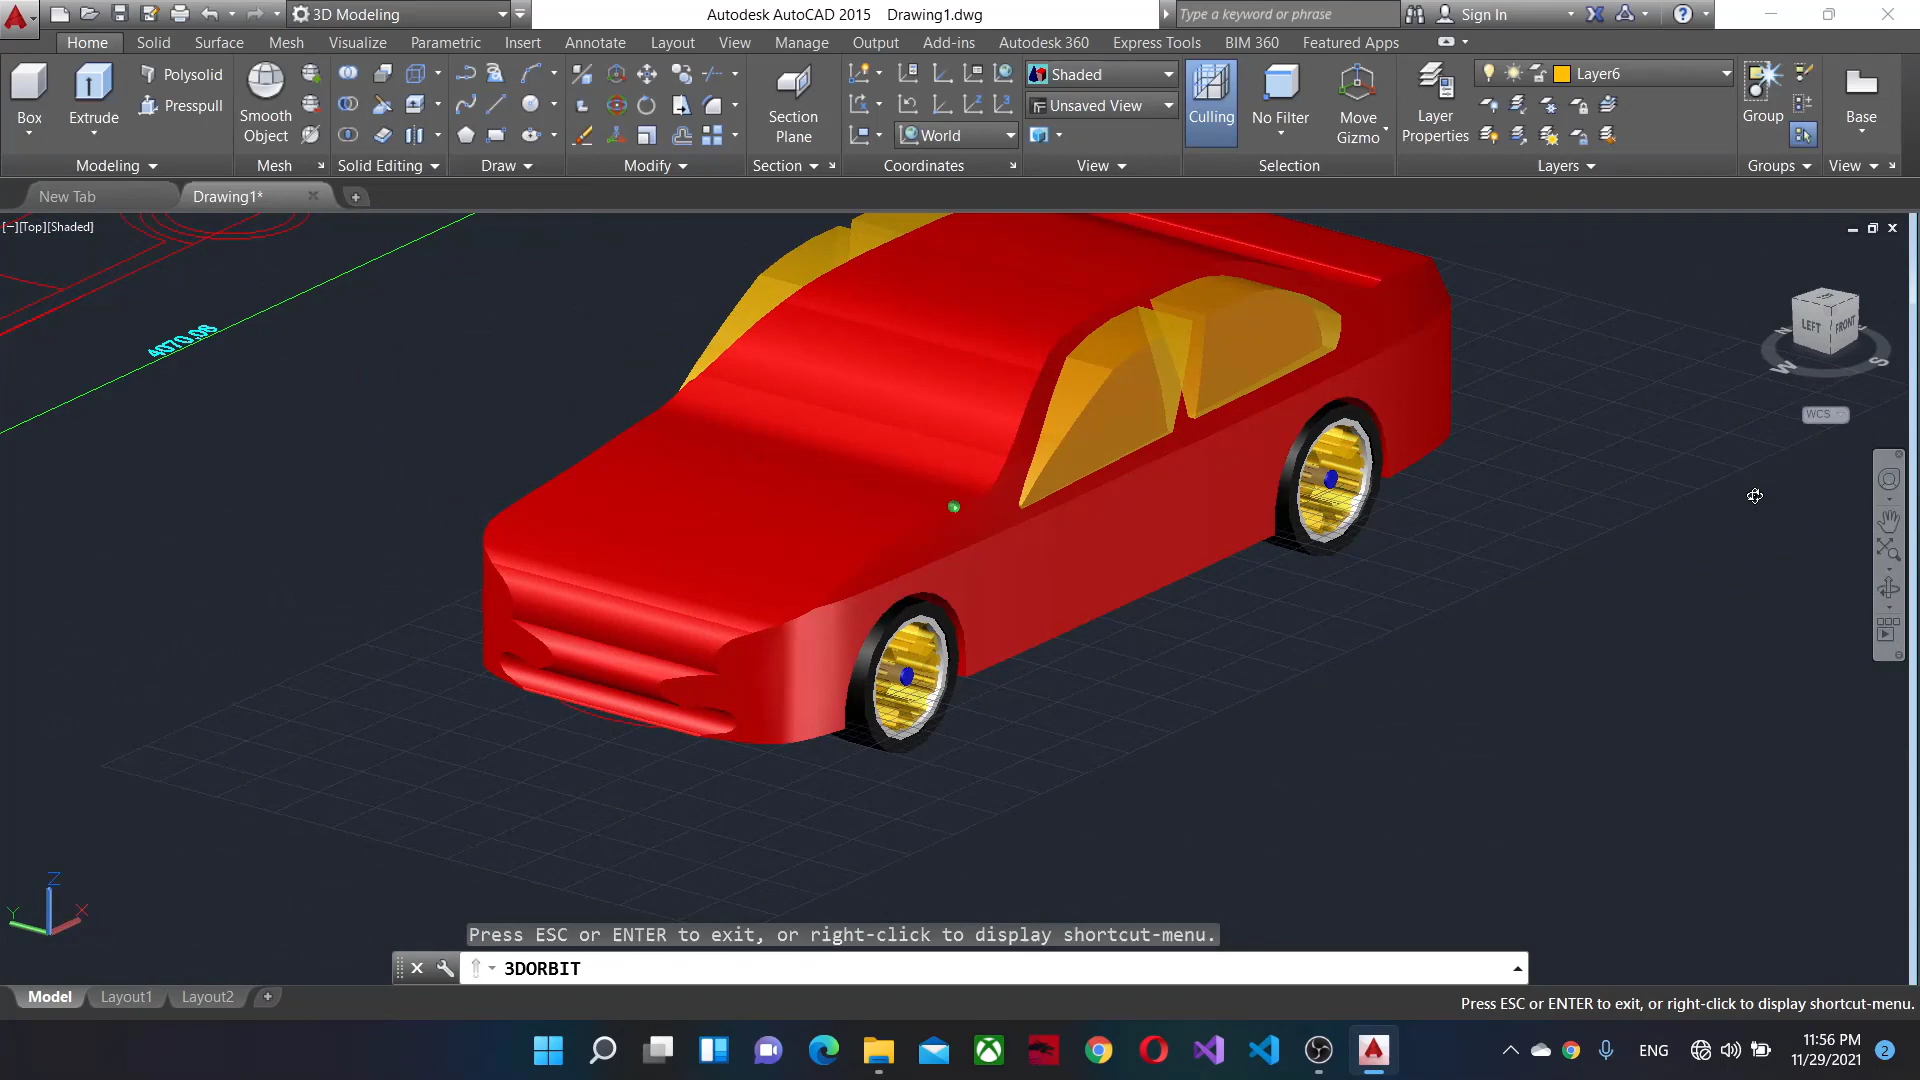 3D Modeling
Autodesk AutoCAD 2015 Drawing1.dwg
Type a keyword or phrase
Sign In
Home Solid Surface Mesh Visualize Parametric Insert Annotate Layout View Manage Output Add-ins Autodesk 360 Express Tools BIM 360 Featured Apps
Box
Extrude
Polysolid
Presspull
Smooth
Object
Section
Plane
World
Shaded
Unsaved View
Culling
No Filter
Move
Gizmo
Layer
Properties
Layer6
Group
Base
Modeling Mesh Solid Editing Draw Modify Section Coordinates View Selection Layers Groups View
New Tab Drawing1*
[−][Top][Shaded]
4070.08
LEFT FRONT
W S
WCS
Z
Y X
Press ESC or ENTER to exit, or right-click to display shortcut-menu.
3DORBIT
Model Layout1 Layout2
Press ESC or ENTER to exit, or right-click to display shortcut-menu.
ENG
11:56 PM
11/29/2021
2